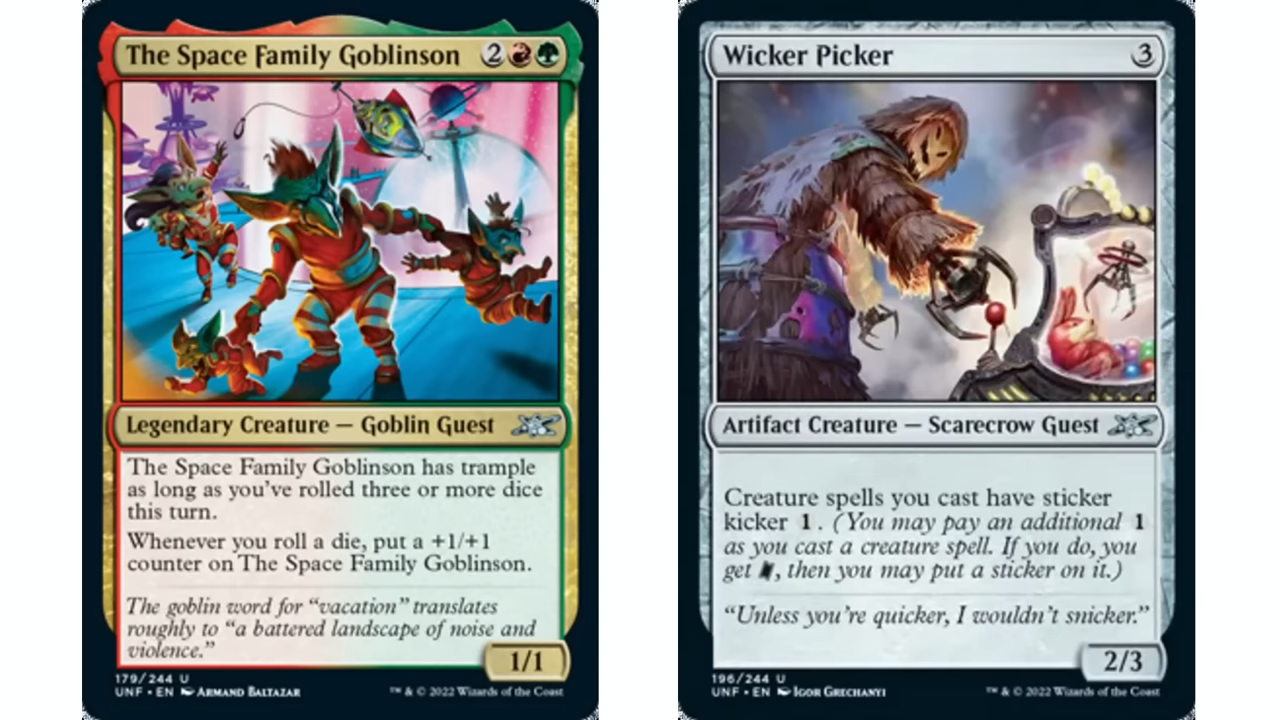 The Space Family Goblinson 2
Legendary Creature — Goblin Guest
The Space Family Goblinson has trample
as long as you've rolled three or more dice
this turn.
Whenever you roll a die, put a +1/+1
counter on The Space Family Goblinson.
The goblin word for “vacation” translates
roughly to “a battered landscape of noise and
violence.”
1/1
179/244 U
UNF • EN ARMAND BALTAZAR
™ & © 2022 Wizards of the Coast
Wicker Picker 3
Artifact Creature — Scarecrow Guest
Creature spells you cast have sticker
kicker 1. (You may pay an additional 1
as you cast a creature spell. If you do, you
get , then you may put a sticker on it.)
“Unless you're quicker, I wouldn't snicker.”
2/3
196/244 U
UNF • EN IGOR GRECHANYI
™ & © 2022 Wizards of the Coast